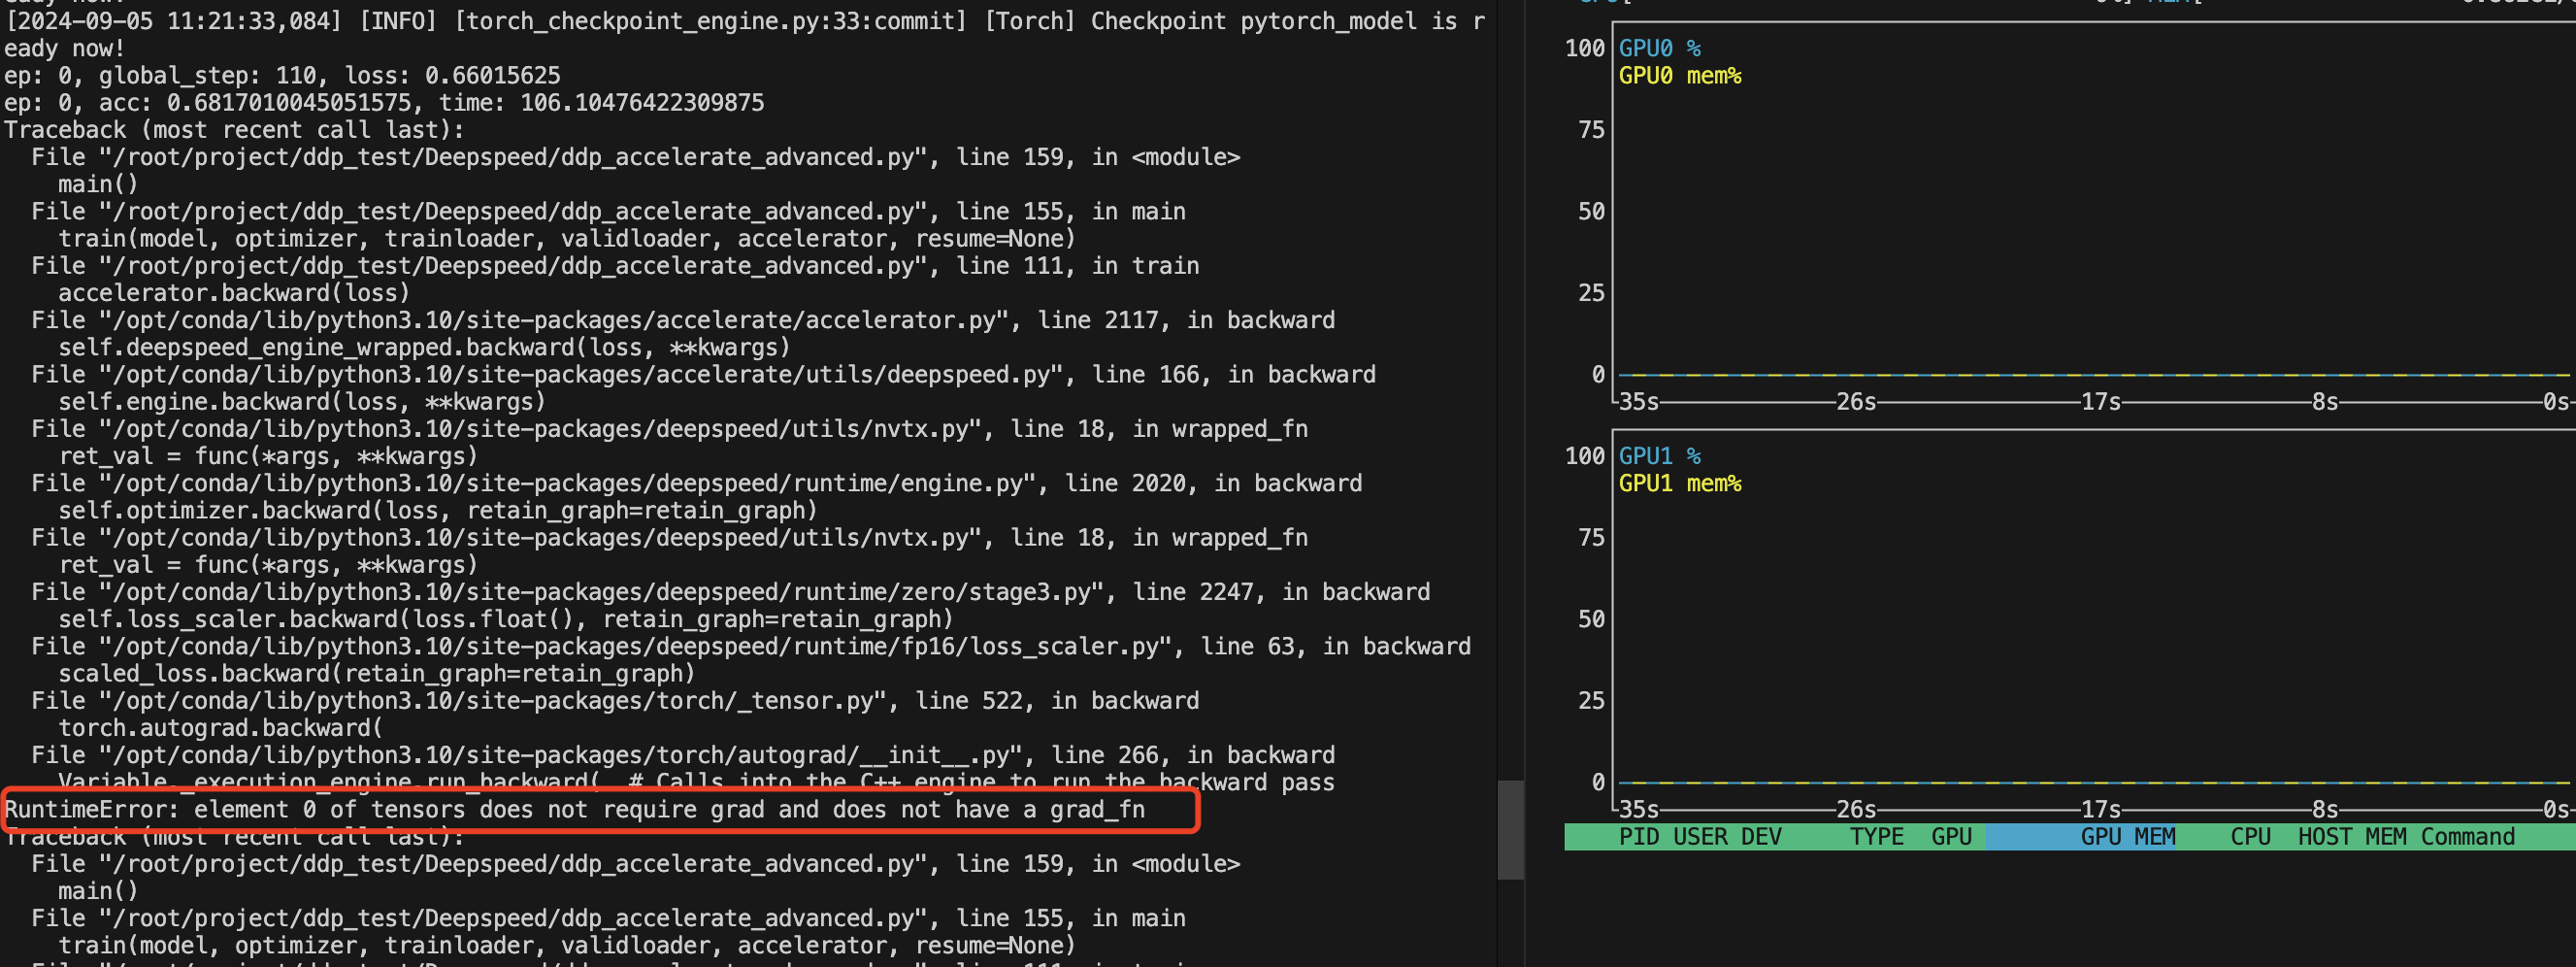 [2024-09-05 11:21:33,084] [INFO] [torch_checkpoint_engine.py:33:commit] [Torch] Checkpoint pytorch_model is r
eady now!
ep: 0, global_step: 110, loss: 0.66015625
ep: 0, acc: 0.6817010045051575, time: 106.10476422309875
Traceback (most recent call last):
  File "/root/project/ddp_test/Deepspeed/ddp_accelerate_advanced.py", line 159, in <module>
    main()
  File "/root/project/ddp_test/Deepspeed/ddp_accelerate_advanced.py", line 155, in main
    train(model, optimizer, trainloader, validloader, accelerator, resume=None)
  File "/root/project/ddp_test/Deepspeed/ddp_accelerate_advanced.py", line 111, in train
    accelerator.backward(loss)
  File "/opt/conda/lib/python3.10/site-packages/accelerate/accelerator.py", line 2117, in backward
    self.deepspeed_engine_wrapped.backward(loss, **kwargs)
  File "/opt/conda/lib/python3.10/site-packages/accelerate/utils/deepspeed.py", line 166, in backward
    self.engine.backward(loss, **kwargs)
  File "/opt/conda/lib/python3.10/site-packages/deepspeed/utils/nvtx.py", line 18, in wrapped_fn
    ret_val = func(*args, **kwargs)
  File "/opt/conda/lib/python3.10/site-packages/deepspeed/runtime/engine.py", line 2020, in backward
    self.optimizer.backward(loss, retain_graph=retain_graph)
  File "/opt/conda/lib/python3.10/site-packages/deepspeed/utils/nvtx.py", line 18, in wrapped_fn
    ret_val = func(*args, **kwargs)
  File "/opt/conda/lib/python3.10/site-packages/deepspeed/runtime/zero/stage3.py", line 2247, in backward
    self.loss_scaler.backward(loss.float(), retain_graph=retain_graph)
  File "/opt/conda/lib/python3.10/site-packages/deepspeed/runtime/fp16/loss_scaler.py", line 63, in backward
    scaled_loss.backward(retain_graph=retain_graph)
  File "/opt/conda/lib/python3.10/site-packages/torch/_tensor.py", line 522, in backward
    torch.autograd.backward(
  File "/opt/conda/lib/python3.10/site-packages/torch/autograd/__init__.py", line 266, in backward
    Variable._execution_engine.run_backward(  # Calls into the C++ engine to run the backward pass
RuntimeError: element 0 of tensors does not require grad and does not have a grad_fn
Traceback (most recent call last):
  File "/root/project/ddp_test/Deepspeed/ddp_accelerate_advanced.py", line 159, in <module>
    main()
  File "/root/project/ddp_test/Deepspeed/ddp_accelerate_advanced.py", line 155, in main
    train(model, optimizer, trainloader, validloader, accelerator, resume=None)
100
GPU0 %
GPU0 mem%
75
50
25
0
35s 26s 17s 8s 0s
100
GPU1 %
GPU1 mem%
75
50
25
0
35s 26s 17s 8s 0s
PID USER DEV TYPE GPU GPU MEM CPU HOST MEM Command